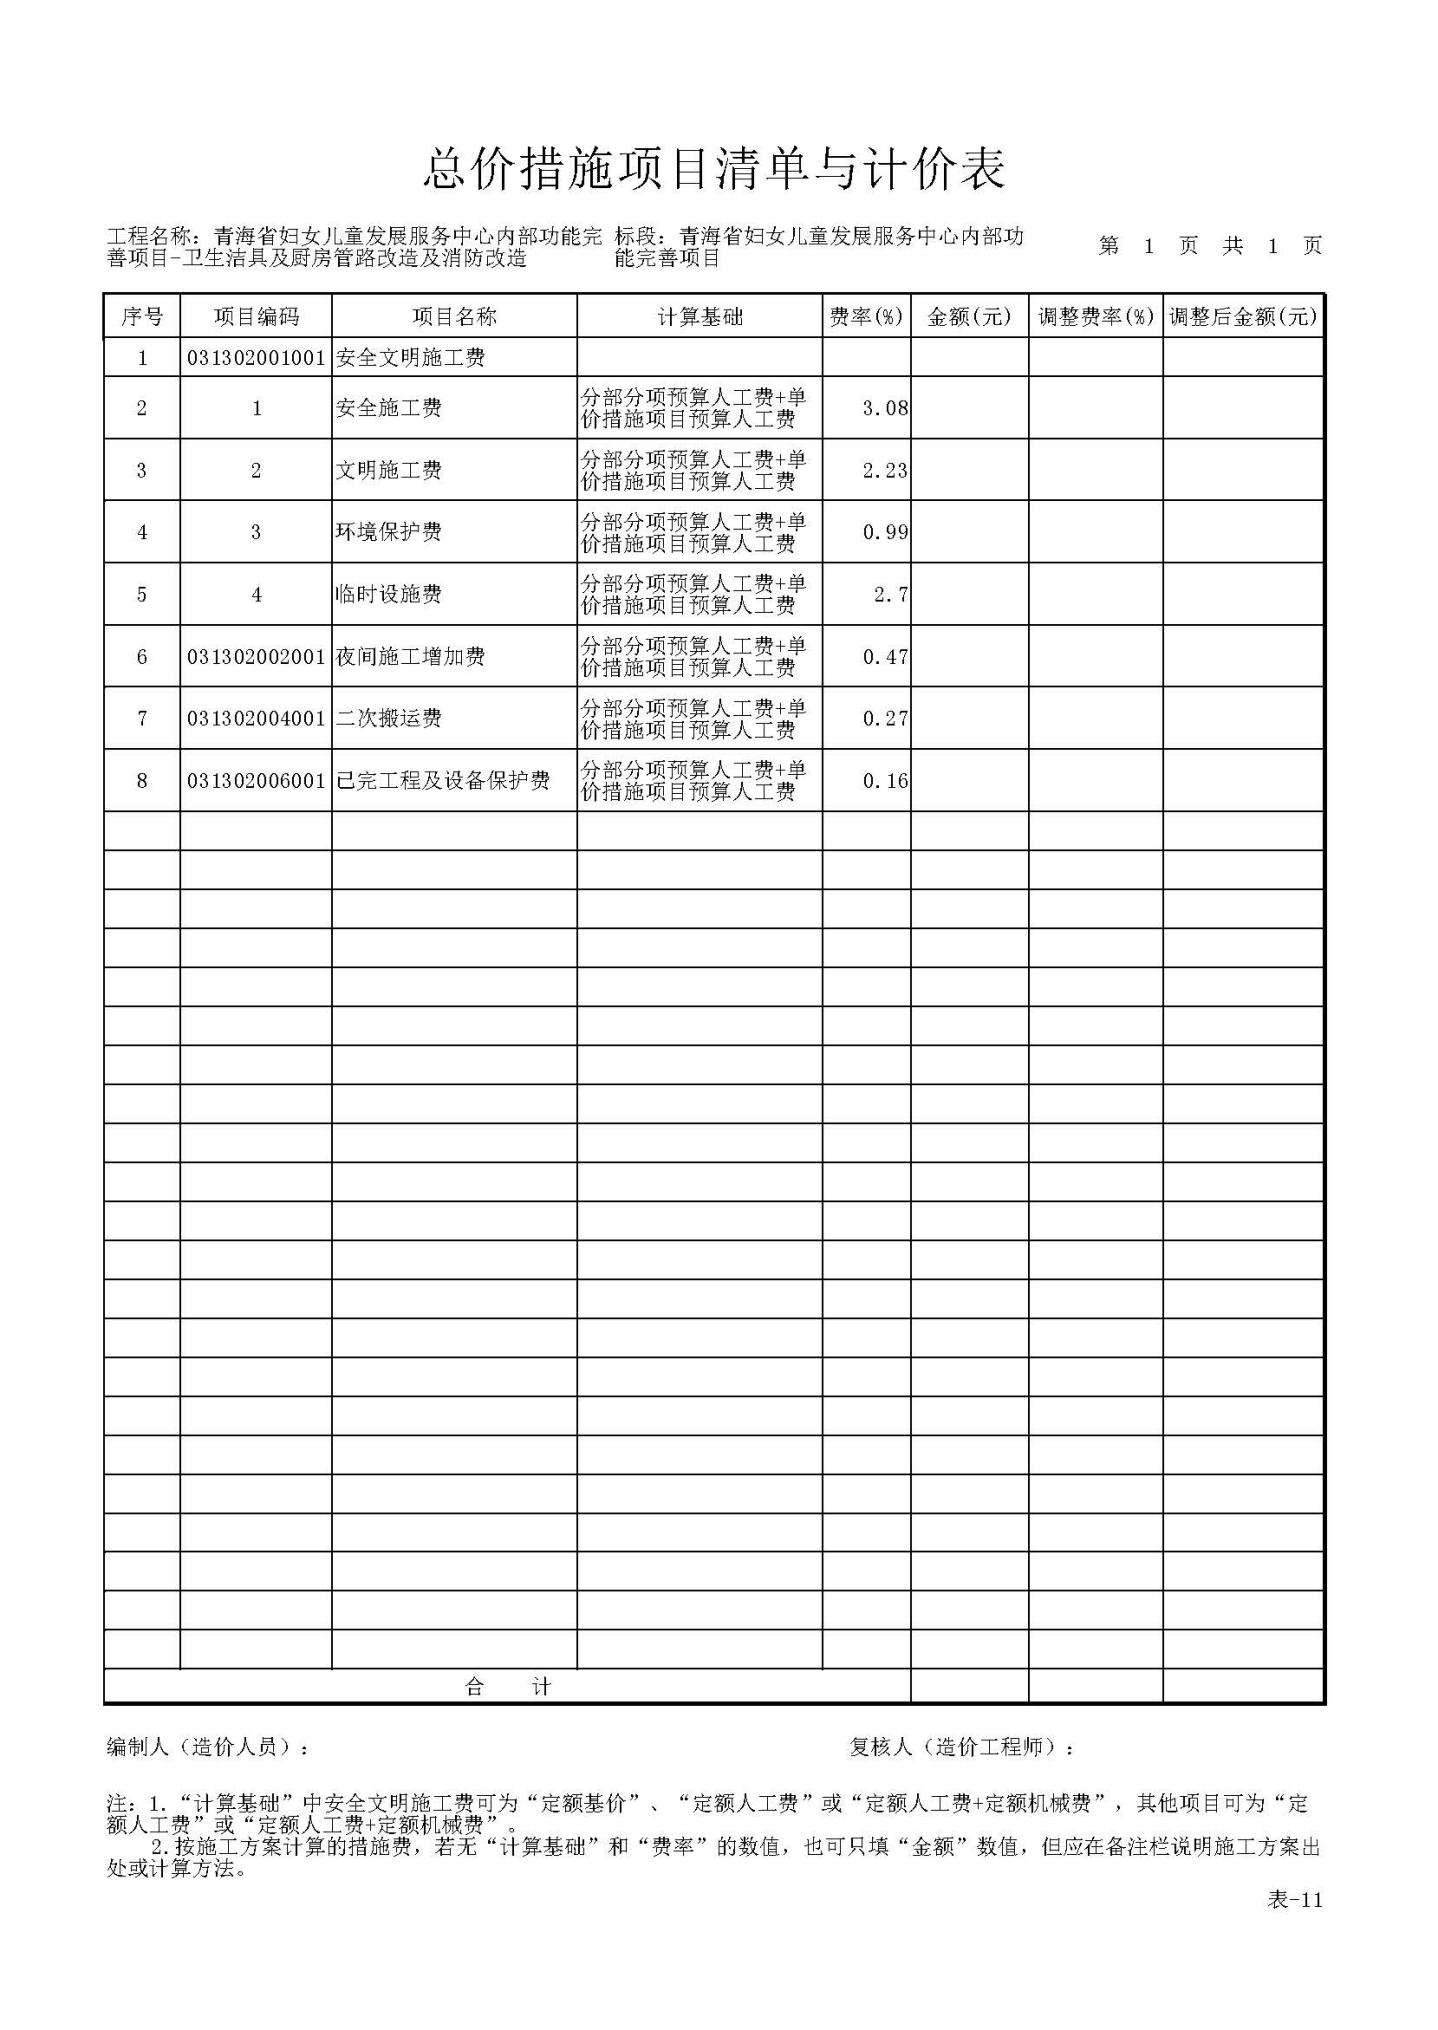 总价措施项目清单与计价表
工程名称：青海省妇女儿童发展服务中心内部功能完
善项目-卫生洁具及厨房管路改造及消防改造
标段：青海省妇女儿童发展服务中心内部功
能完善项目
第 1 页 共 1 页
序号 项目编码 项目名称 计算基础 费率(%) 金额(元) 调整费率(%) 调整后金额(元)
1 031302001001 安全文明施工费
2 1 安全施工费 分部分项预算人工费+单
价措施项目预算人工费 3.08
3 2 文明施工费 分部分项预算人工费+单
价措施项目预算人工费 2.23
4 3 环境保护费 分部分项预算人工费+单
价措施项目预算人工费 0.99
5 4 临时设施费 分部分项预算人工费+单
价措施项目预算人工费 2.7
6 031302002001 夜间施工增加费 分部分项预算人工费+单
价措施项目预算人工费 0.47
7 031302004001 二次搬运费 分部分项预算人工费+单
价措施项目预算人工费 0.27
8 031302006001 已完工程及设备保护费 分部分项预算人工费+单
价措施项目预算人工费 0.16
合 计
编制人（造价人员）： 复核人（造价工程师）：
注：1.“计算基础”中安全文明施工费可为“定额基价”、“定额人工费”或“定额人工费+定额机械费”，其他项目可为“定
额人工费”或“定额人工费+定额机械费”。
2.按施工方案计算的措施费，若无“计算基础”和“费率”的数值，也可只填“金额”数值，但应在备注栏说明施工方案出
处或计算方法。
表-11